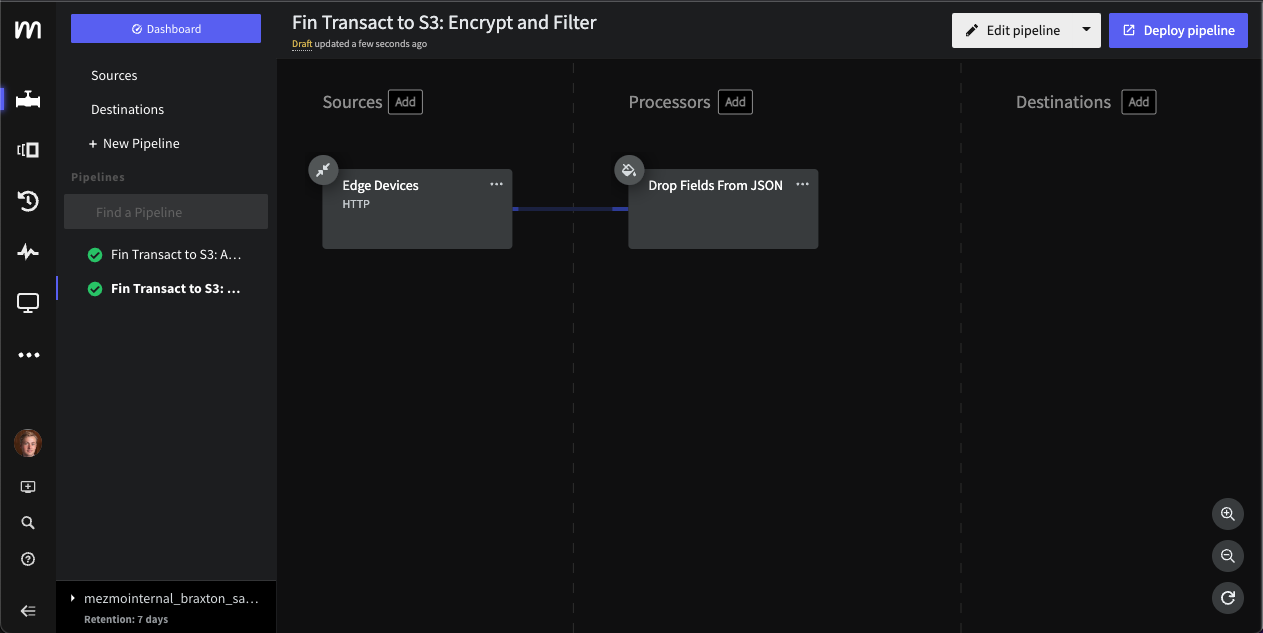 Dashboard
Sources
Destinations
+ New Pipeline
Pipelines
Find a Pipeline
Fin Transact to S3: A...
Fin Transact to S3: ...
mezmointernal_braxton_sa...
Retention: 7 days
Fin Transact to S3: Encrypt and Filter
Draft updated a few seconds ago
Edit pipeline
Deploy pipeline
Sources Add
Processors Add
Destinations Add
Edge Devices ...
HTTP
Drop Fields From JSON ...